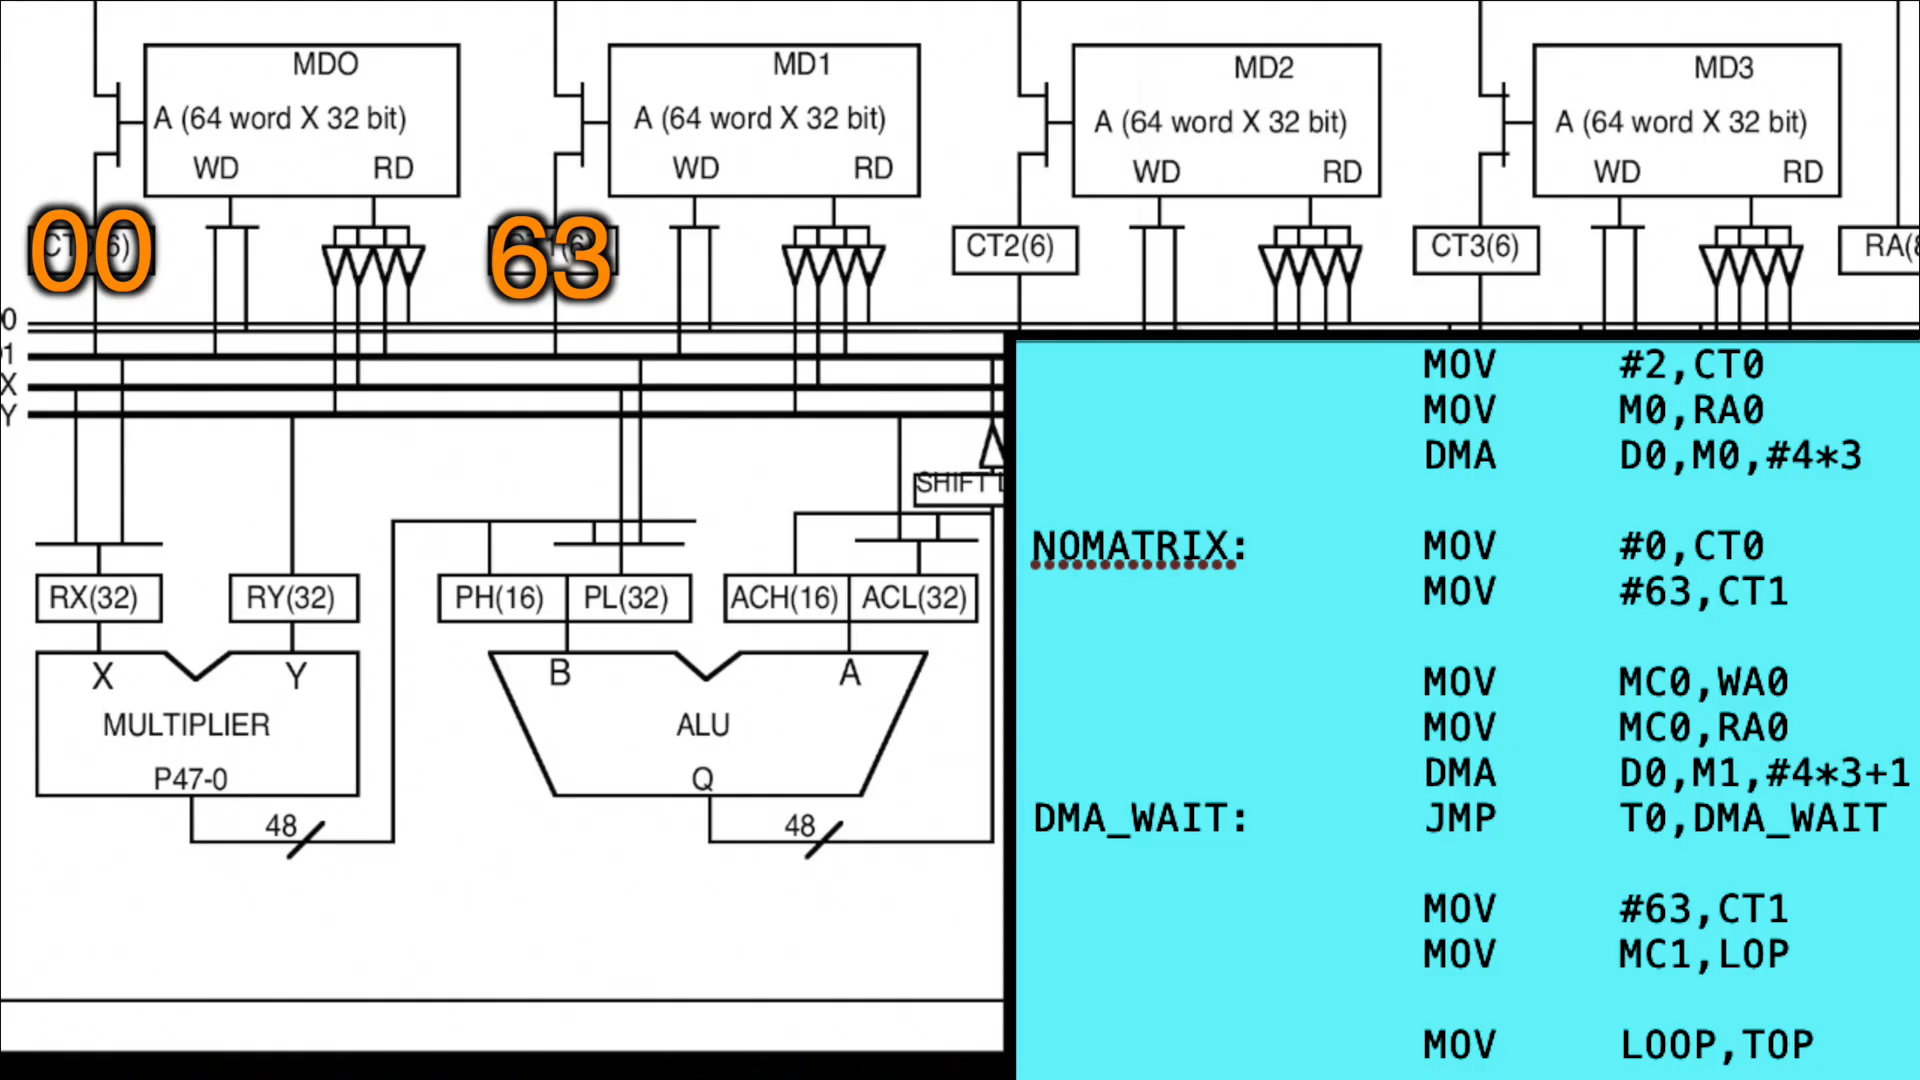 MD0 MD1 MD2 MD3
A (64 word X 32 bit) A (64 word X 32 bit) A (64 word X 32 bit) A (64 word X 32 bit)
WD RD WD RD WD RD WD RD
00 63 CT2(6) CT3(6) RA(
0
1
X
Y
SHIFT L
RX(32) RY(32) PH(16) PL(32) ACH(16) ACL(32)
X Y B A
MULTIPLIER ALU
P47-0 Q
48 48
MOV #2,CT0
MOV M0,RA0
DMA D0,M0,#4*3
NOMATRIX: MOV #0,CT0
MOV #63,CT1
MOV MC0,WA0
MOV MC0,RA0
DMA D0,M1,#4*3+1
DMA_WAIT: JMP T0,DMA_WAIT
MOV #63,CT1
MOV MC1,LOP
MOV LOOP,TOP